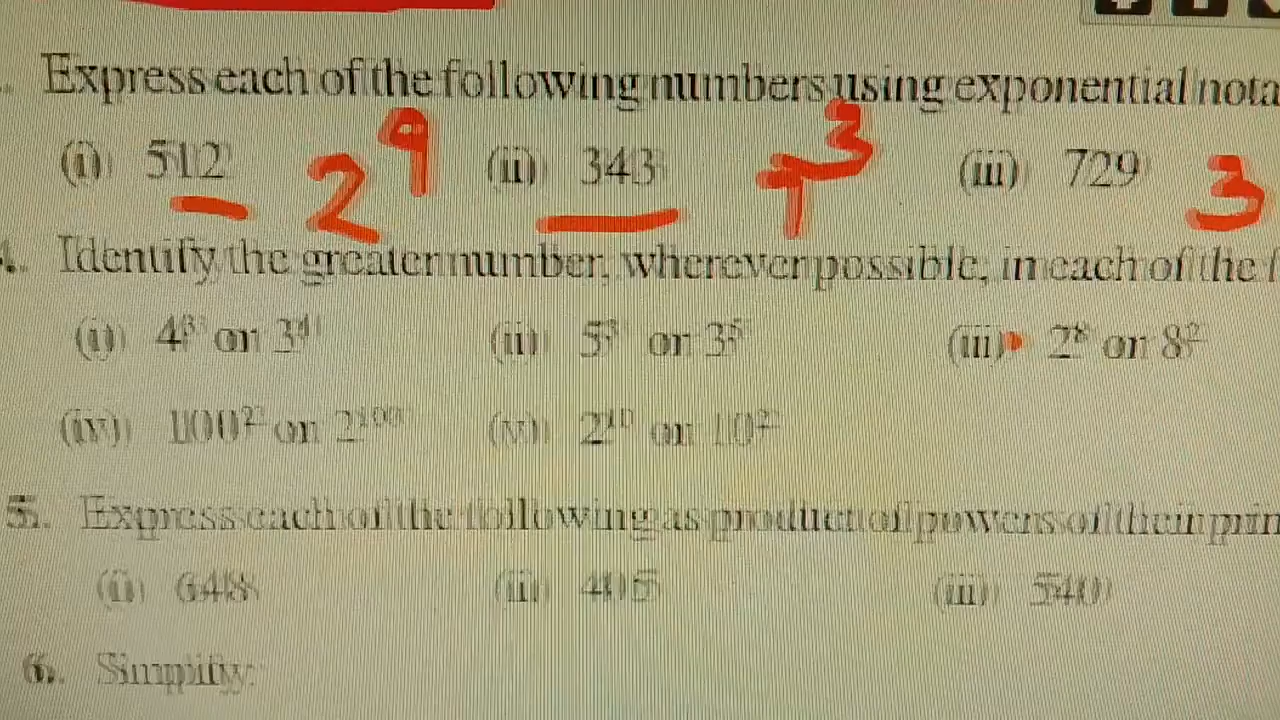 Express each of the following numbers using exponential nota
(i) 512 2⁹ (ii) 343 7³ (iii) 729 3
4. Identify the greater number, wherever possible, in each of the f
(i) 4³ or 3⁴ (ii) 5³ or 3⁵ (iii) 2⁸ or 8²
(iv) 100² or 2¹⁰⁰ (v) 2¹⁰ or 10²
5. Express each of the following as product of powers of their prim
(i) 648 (ii) 405 (iii) 540
6. Simplify: